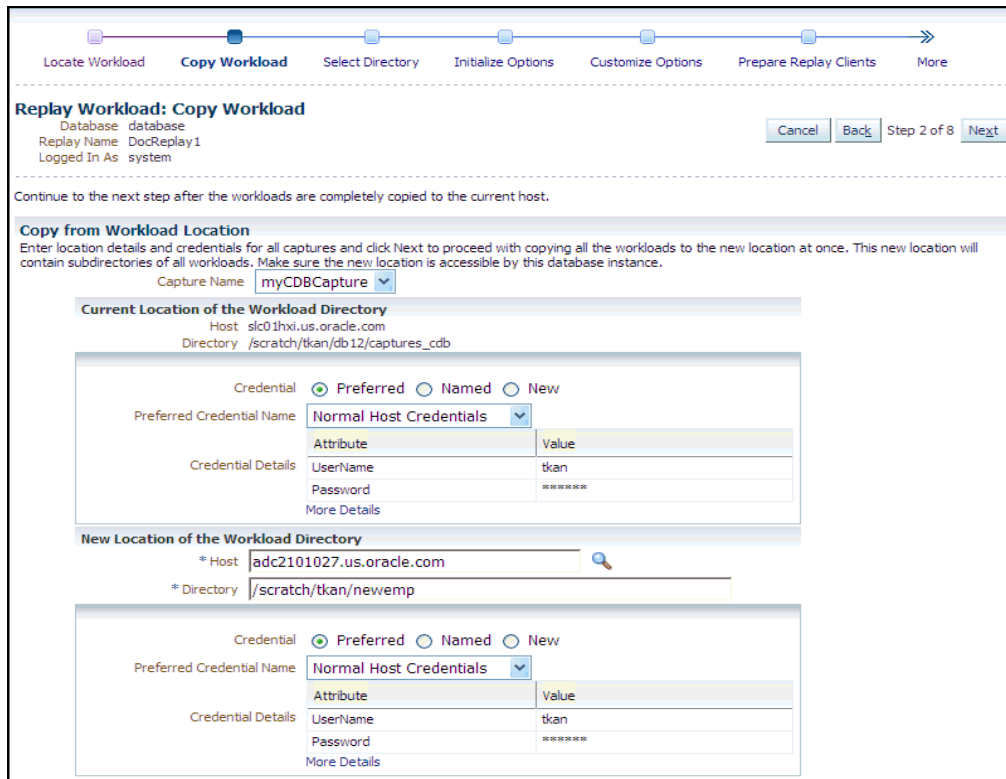 Locate Workload Copy Workload Select Directory Initialize Options Customize Options Prepare Replay Clients More
Replay Workload: Copy Workload
Database database
Replay Name DocReplay1
Logged In As system
Cancel Back Step 2 of 8 Next
Continue to the next step after the workloads are completely copied to the current host.
Copy from Workload Location
Enter location details and credentials for all captures and click Next to proceed with copying all the workloads to the new location at once. This new location will
contain subdirectories of all workloads. Make sure the new location is accessible by this database instance.
Capture Name myCDBCapture
Current Location of the Workload Directory
Host slc01hxi.us.oracle.com
Directory /scratch/tkan/db12/captures_cdb
Credential Preferred Named New
Preferred Credential Name Normal Host Credentials
Attribute Value
Credential Details UserName tkan
Password ******
More Details
New Location of the Workload Directory
* Host adc2101027.us.oracle.com
* Directory /scratch/tkan/newemp
Credential Preferred Named New
Preferred Credential Name Normal Host Credentials
Attribute Value
Credential Details UserName tkan
Password ******
More Details